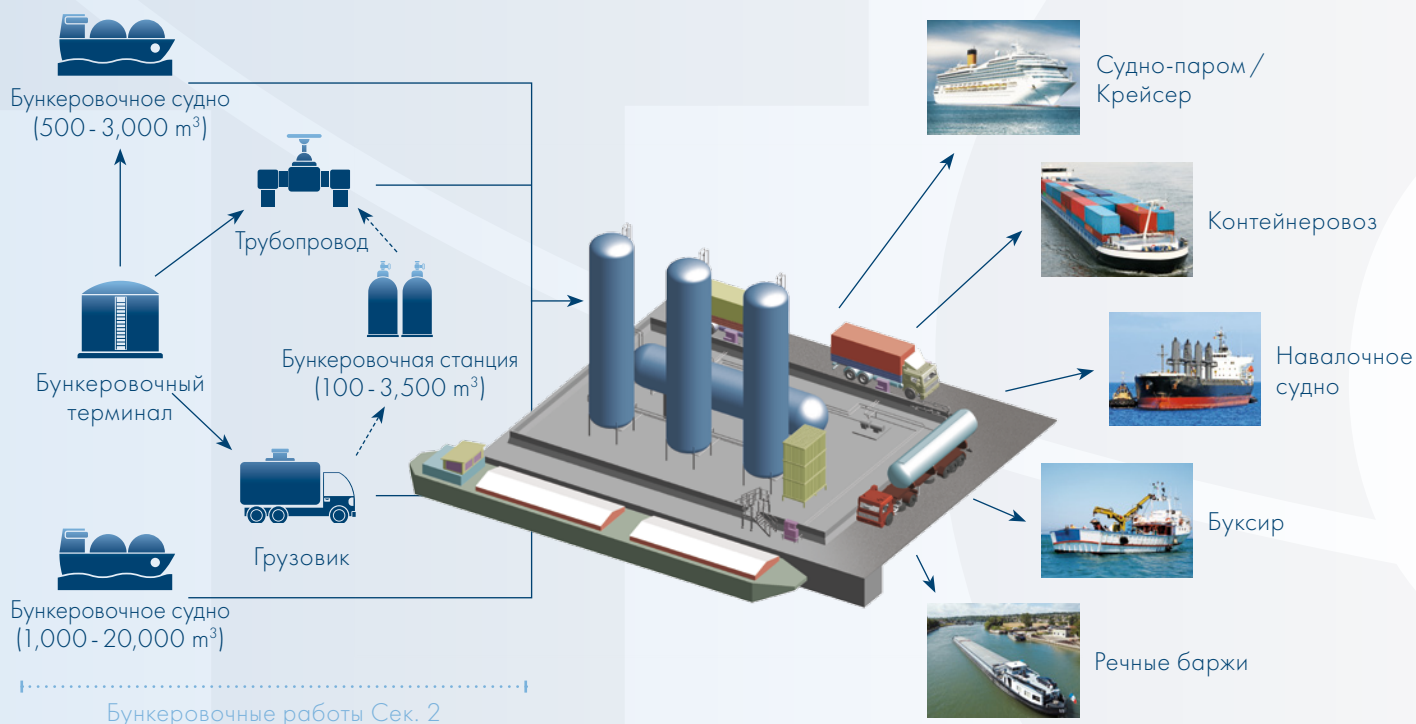 Бункеровочное судно
(500 - 3,000 m³)
Трубопровод
Бункеровочный
терминал
Бункеровочная станция
(100 - 3,500 m³)
Грузовик
Бункеровочное судно
(1,000 - 20,000 m³)
Бункеровочные работы Сек. 2
Судно-паром /
Крейсер
Контейнеровоз
Навалочное
судно
Буксир
Речные баржи